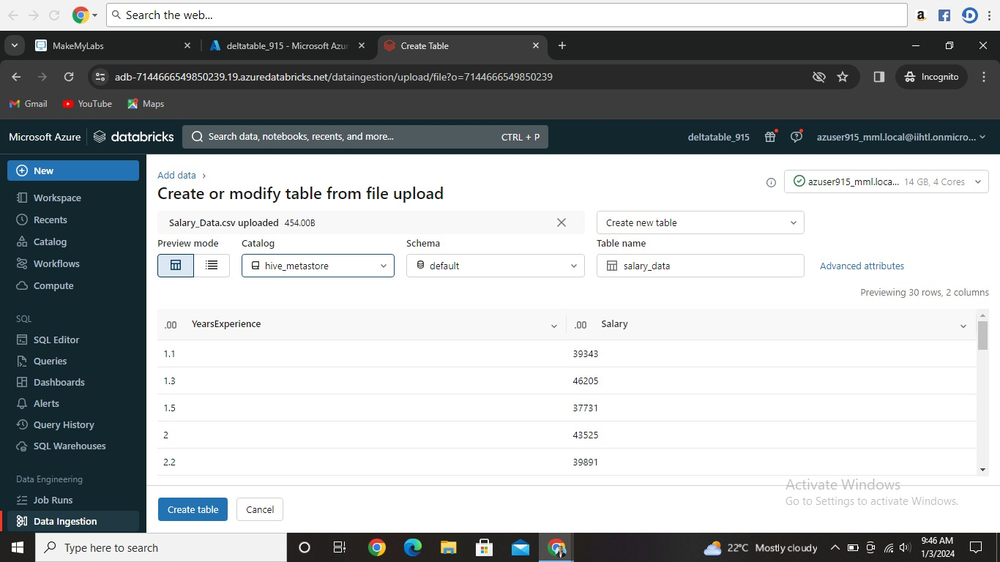 Search the web...
MakeMyLabs
deltatable_915 - Microsoft Azur
Create Table
adb-7144666549850239.19.azuredatabricks.net/dataingestion/upload/file?o=7144666549850239
Incognito
Gmail
YouTube
Maps
Microsoft Azure
databricks
Search data, notebooks, recents, and more...
CTRL + P
deltatable_915
azuser915_mml.local@iihtl.onmicro...
New
Workspace
Recents
Catalog
Workflows
Compute
SQL
SQL Editor
Queries
Dashboards
Alerts
Query History
SQL Warehouses
Data Engineering
Job Runs
Data Ingestion
Add data
Create or modify table from file upload
azuser915_mml.loca... 14 GB, 4 Cores
Salary_Data.csv uploaded 454.00B
Create new table
Preview mode
Catalog
Schema
Table name
hive_metastore
default
salary_data
Advanced attributes
Previewing 30 rows, 2 columns
.00 YearsExperience
.00 Salary
1.1 39343
1.3 46205
1.5 37731
2 43525
2.2 39891
Activate Windows
Go to Settings to activate Windows.
Create table
Cancel
Type here to search
22°C Mostly cloudy
9:46 AM
1/3/2024